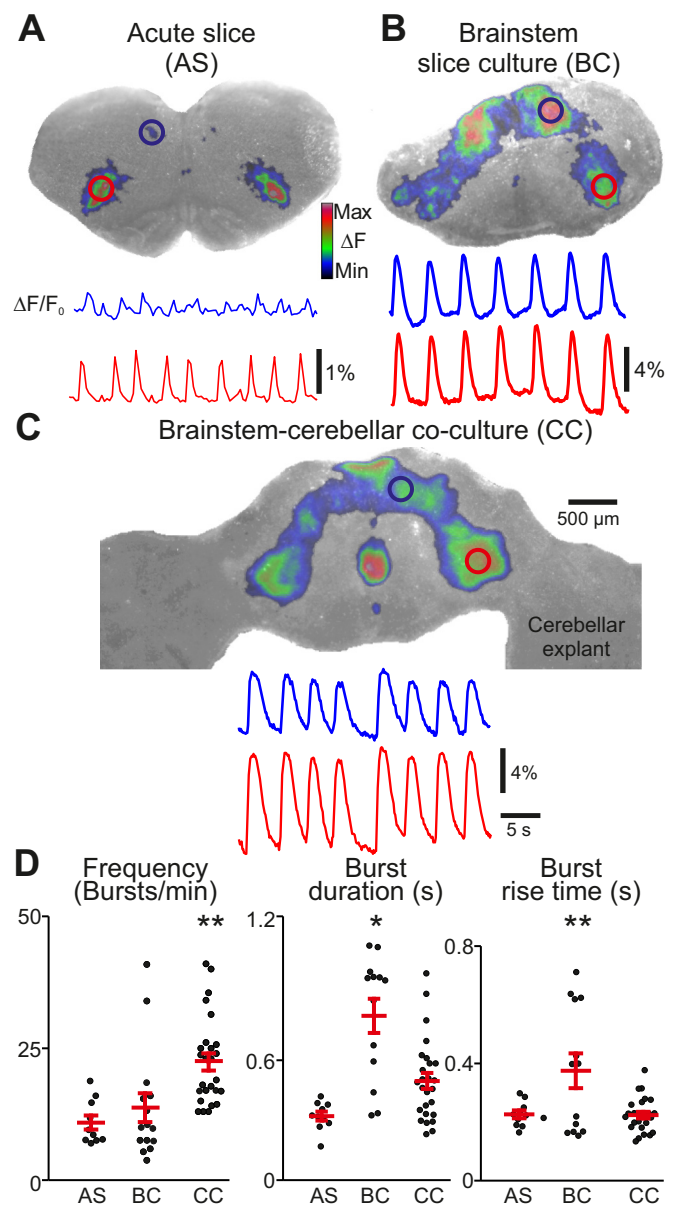 A
Acute slice
(AS)
B
Brainstem
slice culture (BC)
Max
ΔF
Min
ΔF/F₀
1%
4%
C
Brainstem-cerebellar co-culture (CC)
500 µm
Cerebellar
explant
4%
5 s
D
Frequency
(Bursts/min)
Burst
duration (s)
Burst
rise time (s)
50
**
25
0
AS BC CC
1.2
*
0.6
0
AS BC CC
0.8
**
0.4
0
AS BC CC